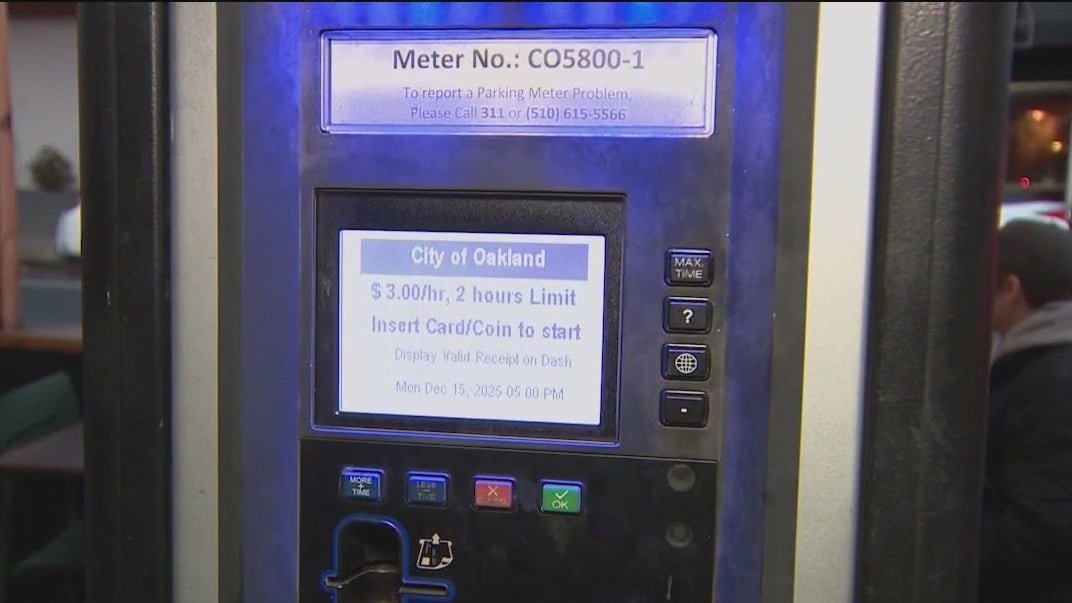 Meter No.: CO5800-1
To report a Parking Meter Problem,
Please Call 311 or (510) 615-5566
City of Oakland
$ 3.00/hr, 2 hours Limit
Insert Card/Coin to start
Display Valid Receipt on Dash
Mon Dec 15, 2025 05:00 PM
MAX.
TIME
?
-
MORE
+
TIME
LESS
-
TIME
CANCEL
OK